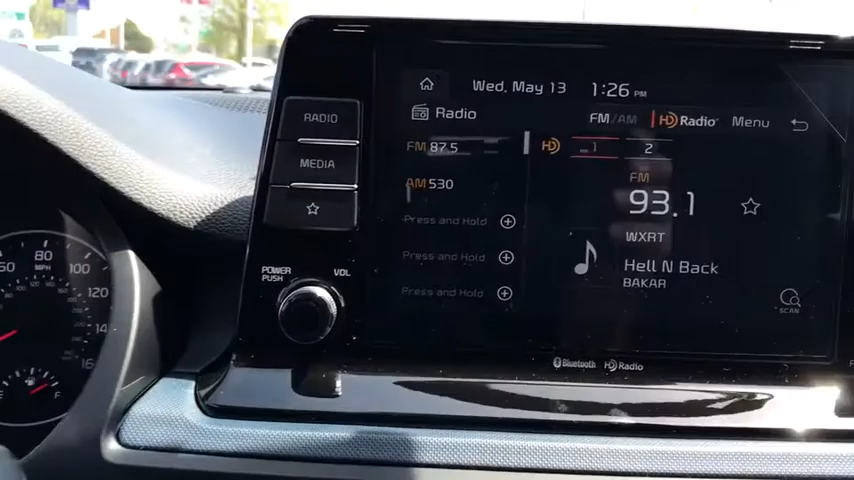 Wed, May 13 1:26 PM
Radio FM/AM HD Radio Menu
RADIO
MEDIA
FM 87.5
AM 530
Press and Hold
Press and Hold
Press and Hold
HD 1 2
FM
93.1
WXRT
Hell N Back
BAKAR
SCAN
POWER
PUSH
VOL
Bluetooth HD Radio
80
100
MPH
120
F